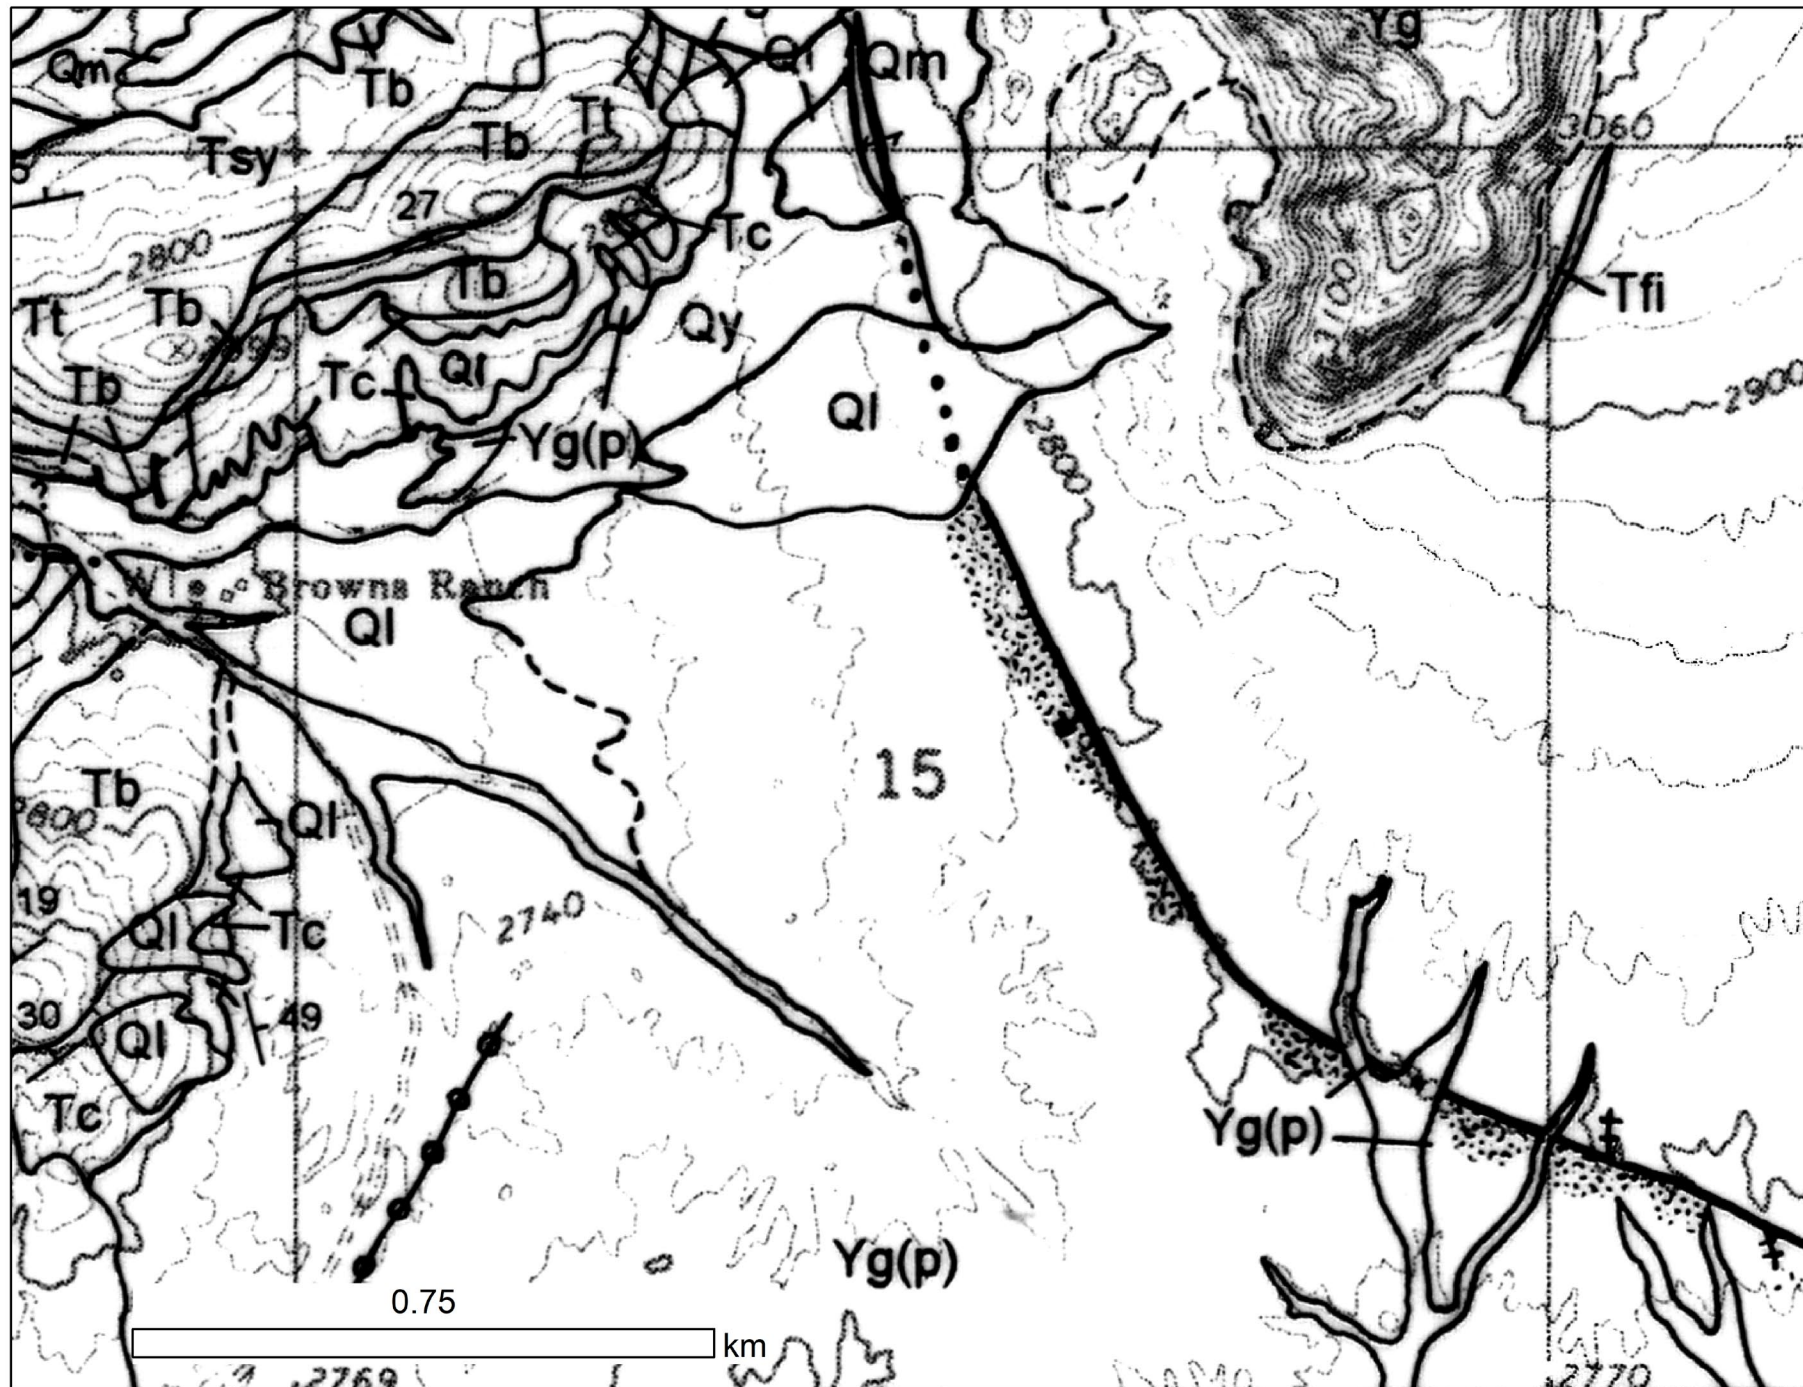 Yg
Qm
Qm
Tb
Tt
Tb
3060
Tsy
27
Tc
2800
Tb
Tfi
Tt
Tb
Qy
Tc
Tb
2900
Ql
Yg(p)
2800
Browns Ranch
Ql
15
Tb
Ql
19
2740
Ql
Tc
30
49
Ql
Tc
Yg(p)
Yg(p)
0.75
km
2769
2770